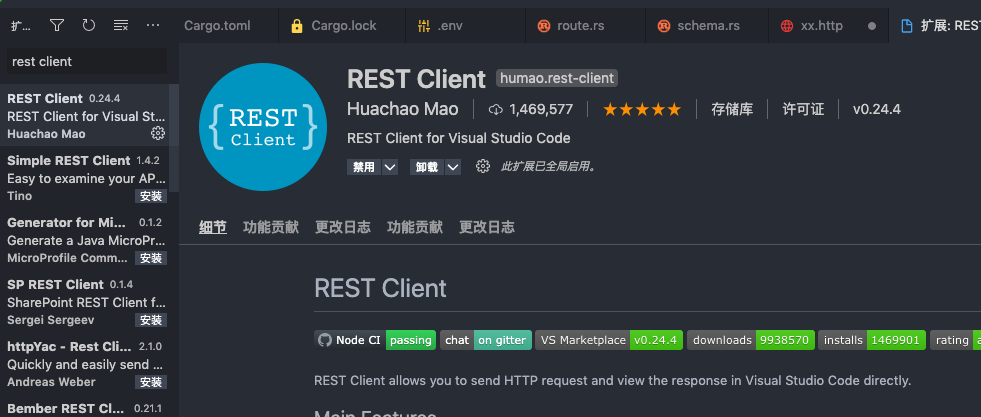 扩... ...
Cargo.toml Cargo.lock .env route.rs schema.rs xx.http 扩展: RES
rest client
REST Client 0.24.4
REST Client for Visual St...
Huachao Mao
Simple REST Client 1.4.2
Easy to examine your AP...
Tino 安装
Generator for Mi... 0.1.2
Generate a Java MicroPr...
MicroProfile Comm... 安装
SP REST Client 0.1.4
SharePoint REST Client f...
Sergei Sergeev 安装
httpYac - Rest Cli... 2.1.0
Quickly and easily send ...
Andreas Weber 安装
Bember REST Cl... 0.21.1
{REST Client}
REST Client humao.rest-client
Huachao Mao 1,469,577 ★★★★★ 存储库 许可证 v0.24.4
REST Client for Visual Studio Code
禁用 卸载 此扩展已全局启用。
细节 功能贡献 更改日志 功能贡献 更改日志
REST Client
Node CI passing chat on gitter VS Marketplace v0.24.4 downloads 9938570 installs 1469901 rating
REST Client allows you to send HTTP request and view the response in Visual Studio Code directly.
Main Features